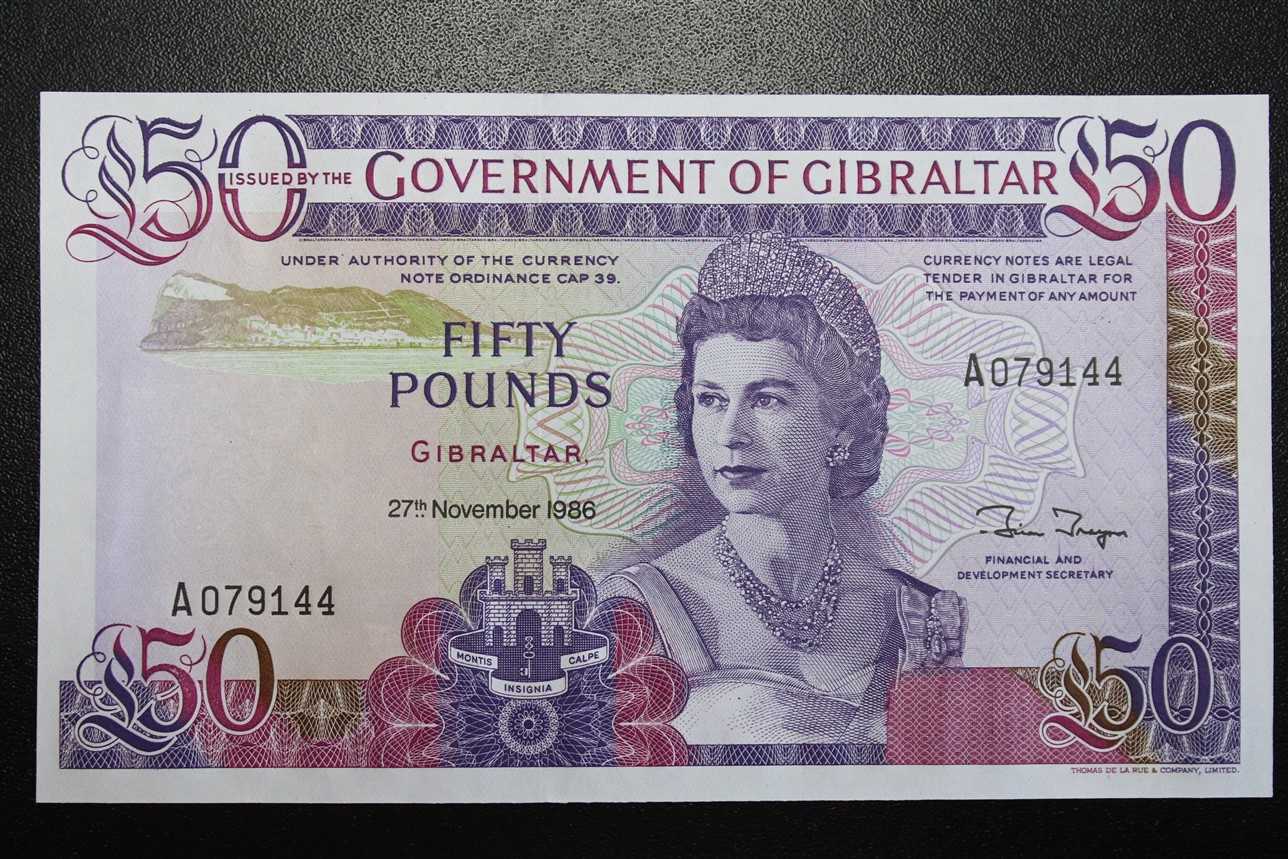 £50
ISSUED BY THE GOVERNMENT OF GIBRALTAR
£50
UNDER AUTHORITY OF THE CURRENCY
NOTE ORDINANCE CAP 39.
CURRENCY NOTES ARE LEGAL
TENDER IN GIBRALTAR FOR
THE PAYMENT OF ANY AMOUNT
FIFTY
POUNDS
A079144
GIBRALTAR,
27th November 1986
FINANCIAL AND
DEVELOPMENT SECRETARY
A079144
£50
MONTIS
INSIGNIA
CALPE
£50
THOMAS DE LA RUE & COMPANY, LIMITED.